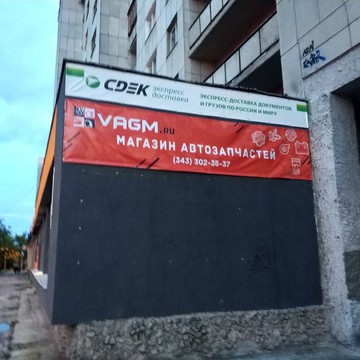 CDEK
экспресс
доставка
ЭКСПРЕСС-ДОСТАВКА ДОКУМЕНТОВ
И ГРУЗОВ ПО РОССИИ И МИРУ
VAGM.RU
МАГАЗИН АВТОЗАПЧАСТЕЙ
(343) 302-35-37